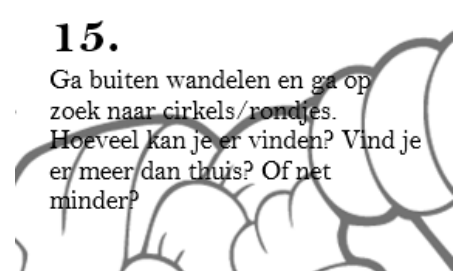 15.
Ga buiten wandelen en ga op
zoek naar cirkels/rondjes.
Hoeveel kan je er vinden? Vind je
er meer dan thuis? Of net
minder?